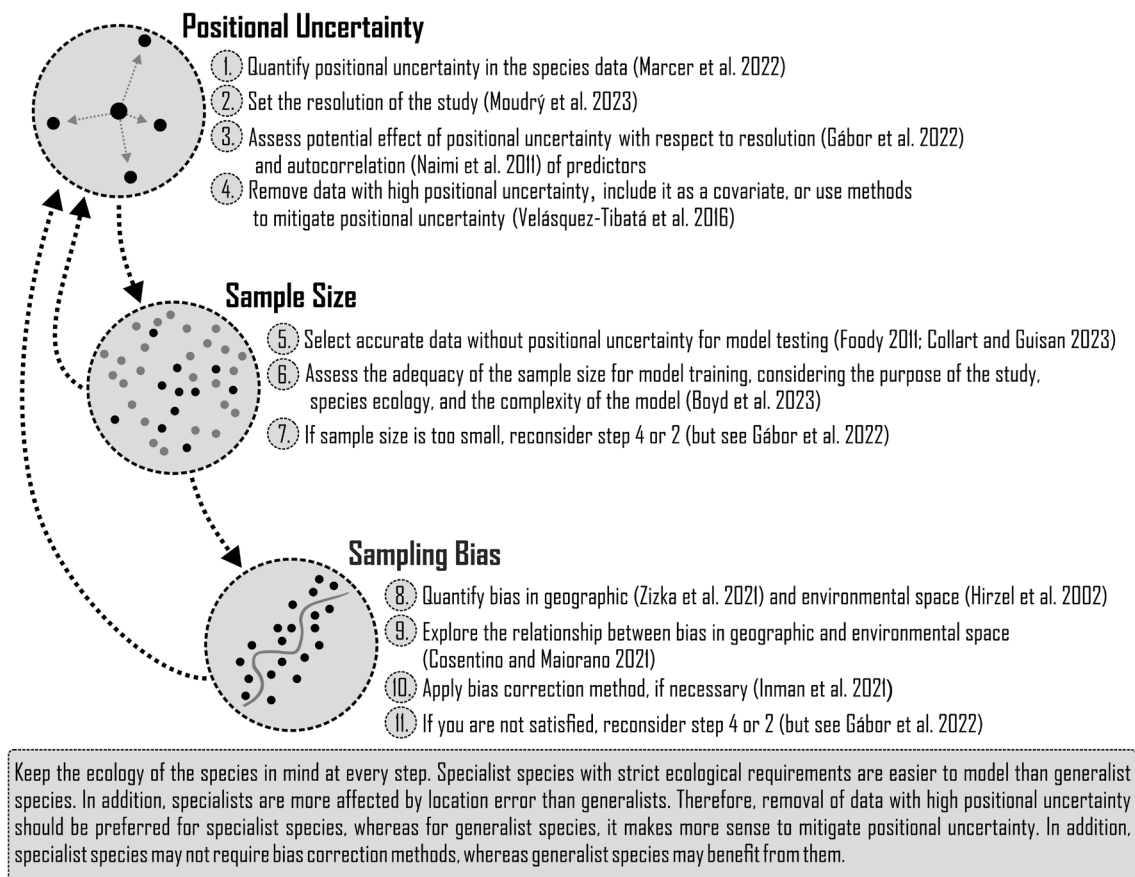 Positional Uncertainty
1. Quantify positional uncertainty in the species data (Marcer et al. 2022)
2. Set the resolution of the study (Moudrý et al. 2023)
3. Assess potential effect of positional uncertainty with respect to resolution (Gábor et al. 2022)
and autocorrelation (Naimi et al. 2011) of predictors
4. Remove data with high positional uncertainty, include it as a covariate, or use methods
to mitigate positional uncertainty (Velásquez-Tibatá et al. 2016)
Sample Size
5. Select accurate data without positional uncertainty for model testing (Foody 2011; Collart and Guisan 2023)
6. Assess the adequacy of the sample size for model training, considering the purpose of the study,
species ecology, and the complexity of the model (Boyd et al. 2023)
7. If sample size is too small, reconsider step 4 or 2 (but see Gábor et al. 2022)
Sampling Bias
8. Quantify bias in geographic (Zizka et al. 2021) and environmental space (Hirzel et al. 2002)
9. Explore the relationship between bias in geographic and environmental space
(Cosentino and Maiorano 2021)
10. Apply bias correction method, if necessary (Inman et al. 2021)
11. If you are not satisfied, reconsider step 4 or 2 (but see Gábor et al. 2022)
Keep the ecology of the species in mind at every step. Specialist species with strict ecological requirements are easier to model than generalist
species. In addition, specialists are more affected by location error than generalists. Therefore, removal of data with high positional uncertainty
should be preferred for specialist species, whereas for generalist species, it makes more sense to mitigate positional uncertainty. In addition,
specialist species may not require bias correction methods, whereas generalist species may benefit from them.